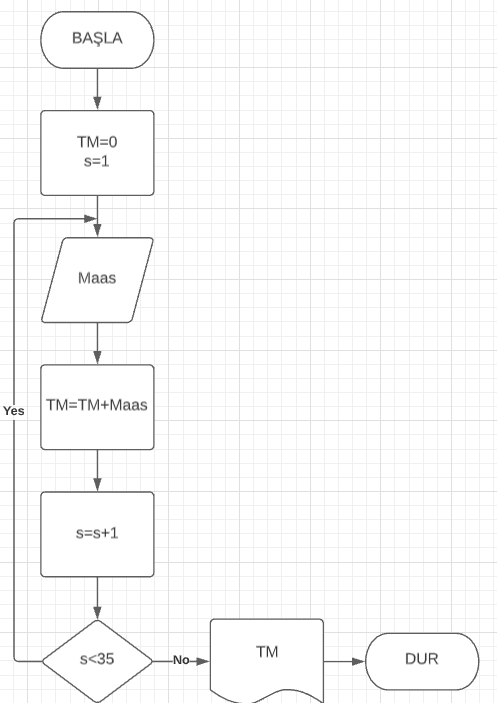 BAŞLA
TM=0
s=1
Maas
TM=TM+Maas
Yes
s=s+1
s<35
No
TM
DUR